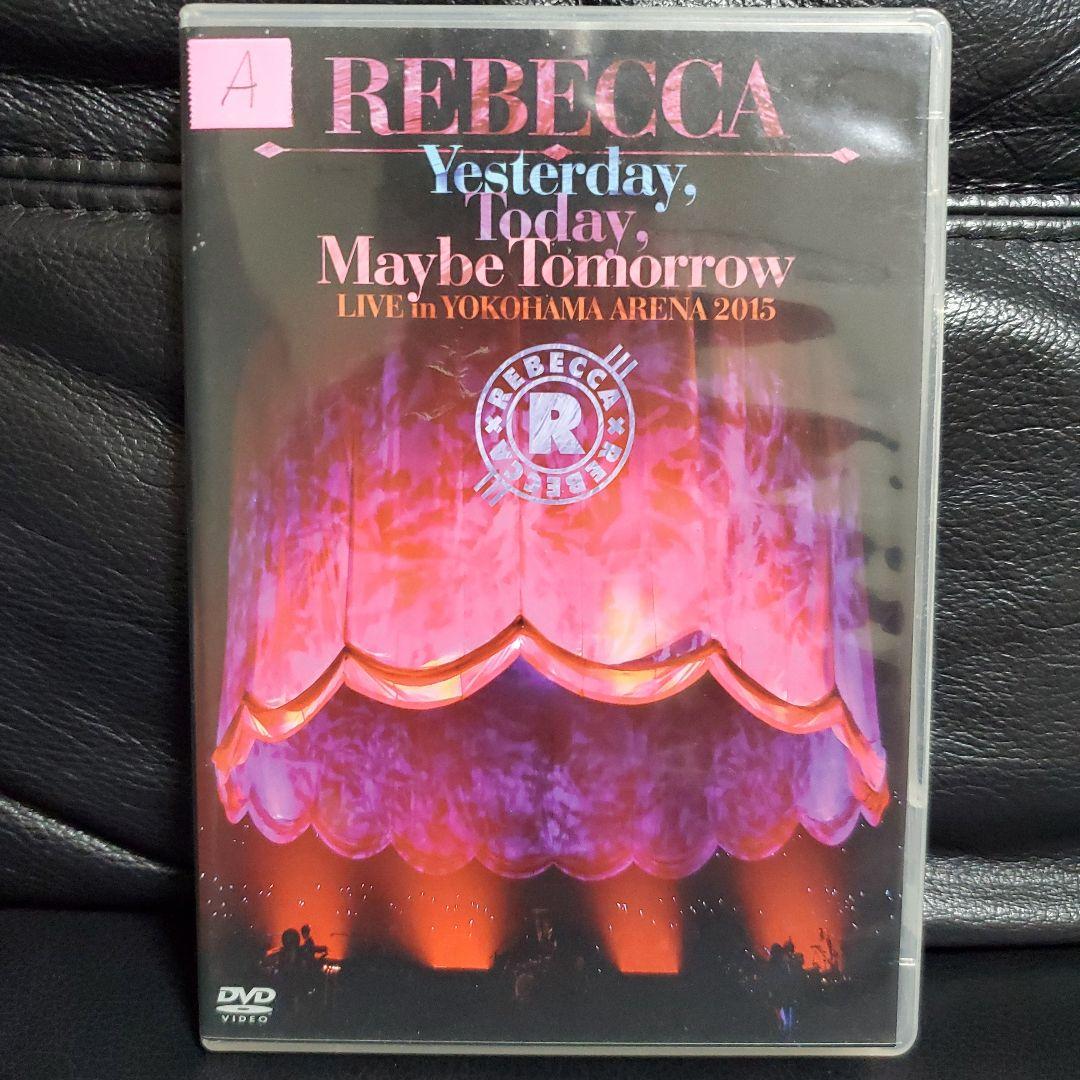 A
REBECCA
Yesterday,
Today,
Maybe Tomorrow
LIVE in YOKOHAMA ARENA 2015
REBECCA × REBECCA ×
R
DVD
VIDEO